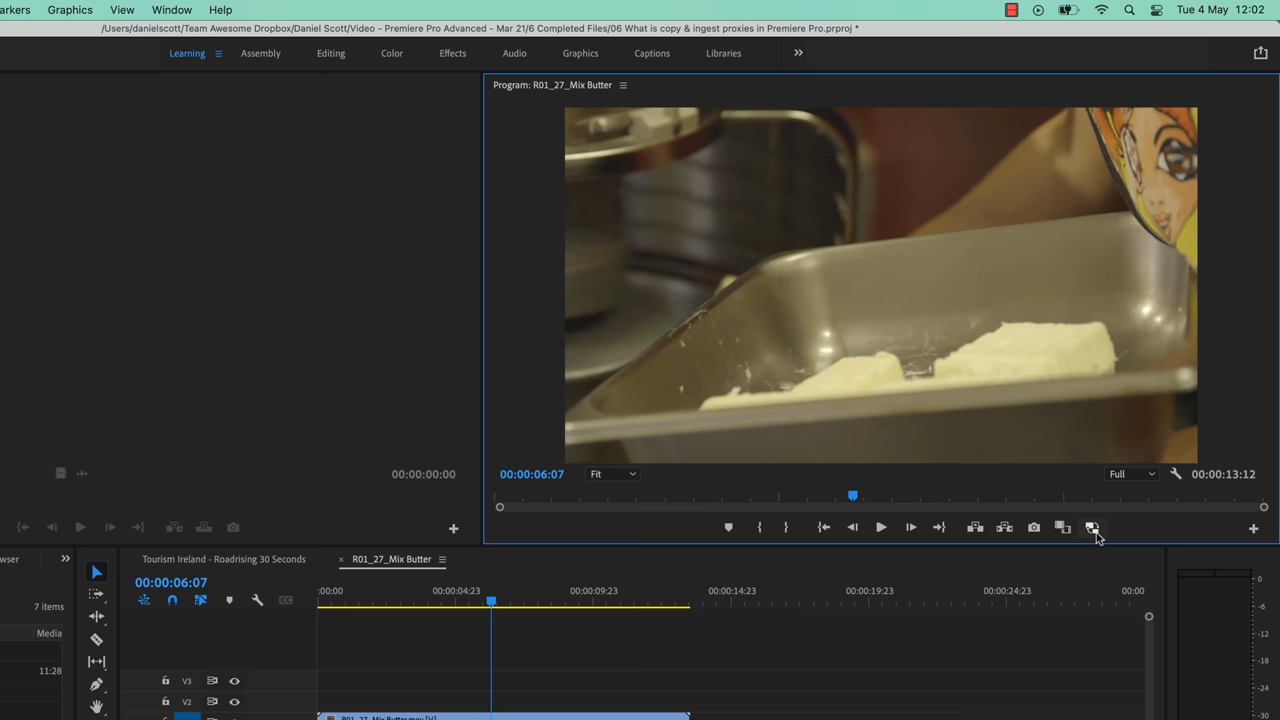 arkers Graphics View Window Help Tue 4 May 12:02
/Users/danielscott/Team Awesome Dropbox/Daniel Scott/Video - Premiere Pro Advanced - Mar 21/6 Completed Files/06 What is copy & ingest proxies in Premiere Pro.prproj *
Learning Assembly Editing Color Effects Audio Graphics Captions Libraries
Program: R01_27_Mix Butter
00:00:00:00 00:00:06:07 Fit Full 00:00:13:12
wser Tourism Ireland - Roadrising 30 Seconds × R01_27_Mix Butter
00:00:06:07
:00:00 00:00:04:23 00:00:09:23 00:00:14:23 00:00:19:23 00:00:24:23 00:00
7 items
Media
11:28
V3
V2
R01_27_Mix Butter.mov [V]
0
-6
-12
-18
-24
-30